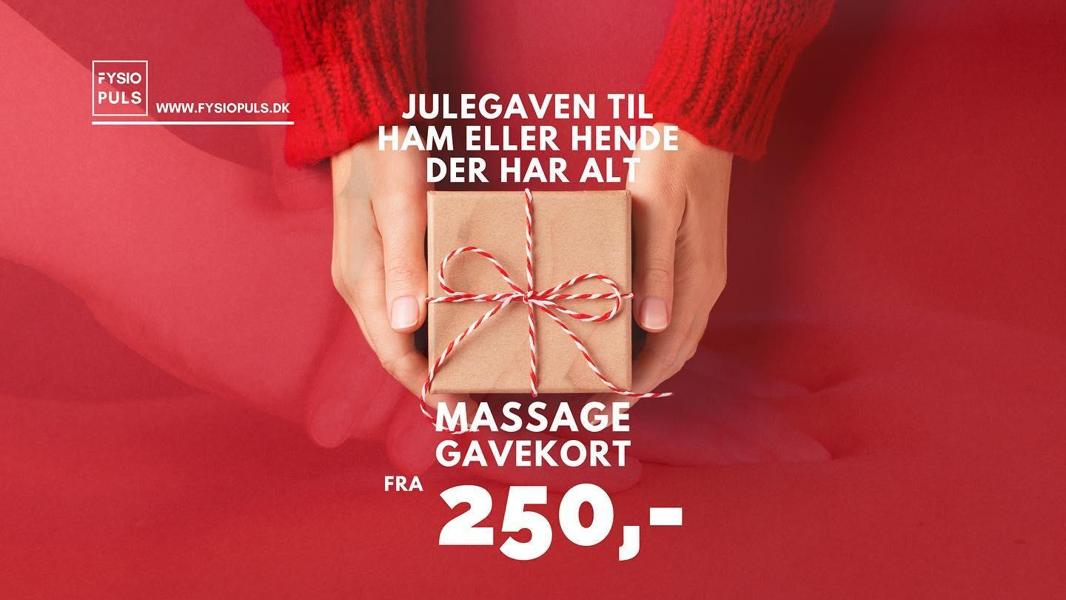 FYSIO
PULS
WWW.FYSIOPULS.DK
JULEGAVEN TIL
HAM ELLER HENDE
DER HAR ALT
MASSAGE
GAVEKORT
FRA
250,-